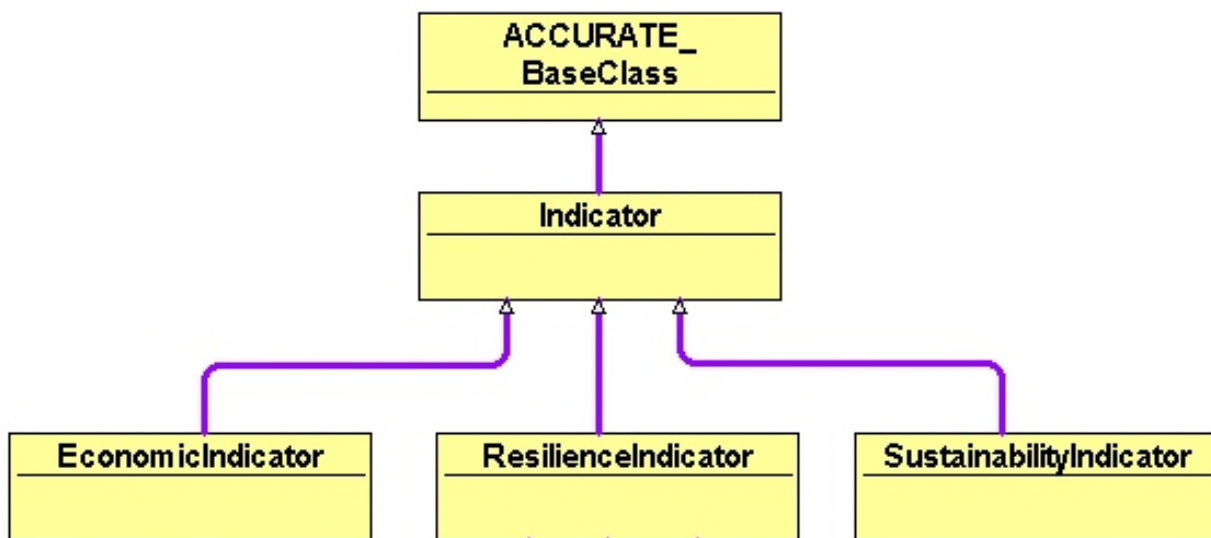 ACCURATE_
BaseClass
Indicator
EconomicIndicator
ResilienceIndicator
SustainabilityIndicator